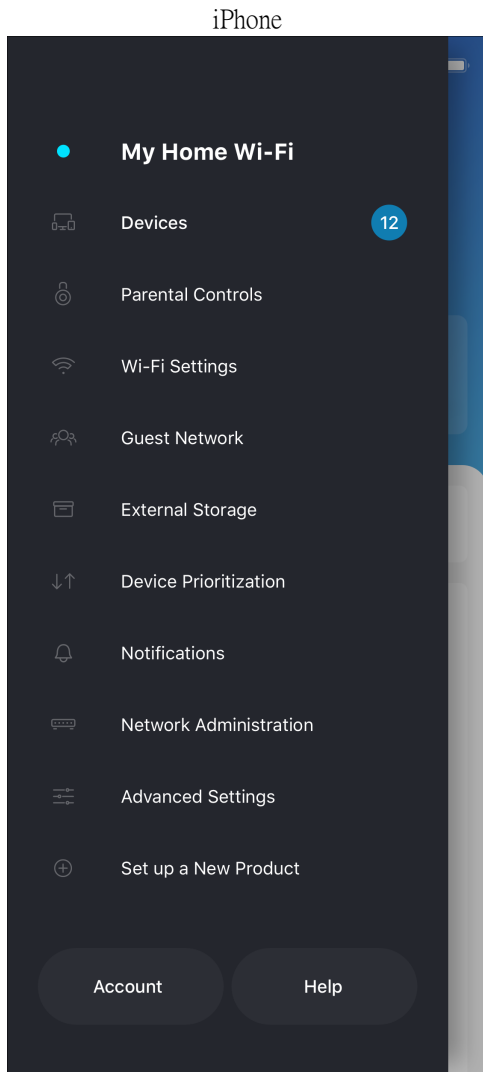 iPhone
My Home Wi-Fi
Devices 12
Parental Controls
Wi-Fi Settings
Guest Network
External Storage
Device Prioritization
Notifications
Network Administration
Advanced Settings
Set up a New Product
Account Help